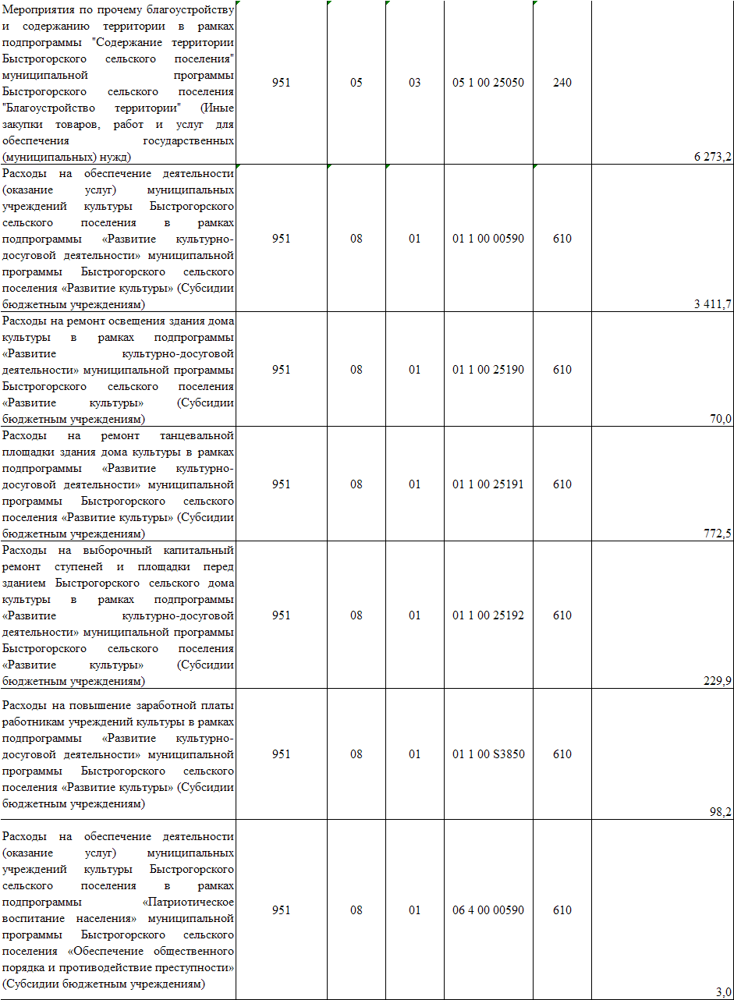 Мероприятия по прочему благоустройству
и содержанию территории в рамках
подпрограммы "Содержание территории
Быстрогорского сельского поселения"
муниципальной программы
Быстрогорского сельского поселения
"Благоустройство территории" (Иные
закупки товаров, работ и услуг для
обеспечения государственных
(муниципальных) нужд)
951 05 03 05 1 00 25050 240 6 273,2
Расходы на обеспечение деятельности
(оказание услуг) муниципальных
учреждений культуры Быстрогорского
сельского поселения в рамках
подпрограммы «Развитие культурно-
досуговой деятельности» муниципальной
программы Быстрогорского сельского
поселения «Развитие культуры» (Субсидии
бюджетным учреждениям)
951 08 01 01 1 00 00590 610 3 411,7
Расходы на ремонт освещения здания дома
культуры в рамках подпрограммы
«Развитие культурно-досуговой
деятельности» муниципальной программы
Быстрогорского сельского поселения
«Развитие культуры» (Субсидии
бюджетным учреждениям)
951 08 01 01 1 00 25190 610 70,0
Расходы на ремонт танцевальной
площадки здания дома культуры в рамках
подпрограммы «Развитие культурно-
досуговой деятельности» муниципальной
программы Быстрогорского сельского
поселения «Развитие культуры» (Субсидии
бюджетным учреждениям)
951 08 01 01 1 00 25191 610 772,5
Расходы на выборочный капитальный
ремонт ступеней и площадки перед
зданием Быстрогорского сельского дома
культуры в рамках подпрограммы
«Развитие культурно-досуговой
деятельности» муниципальной программы
Быстрогорского сельского поселения
«Развитие культуры» (Субсидии
бюджетным учреждениям)
951 08 01 01 1 00 25192 610 229,9
Расходы на повышение заработной платы
работникам учреждений культуры в рамках
подпрограммы «Развитие культурно-
досуговой деятельности» муниципальной
программы Быстрогорского сельского
поселения «Развитие культуры» (Субсидии
бюджетным учреждениям)
951 08 01 01 1 00 S3850 610 98,2
Расходы на обеспечение деятельности
(оказание услуг) муниципальных
учреждений культуры Быстрогорского
сельского поселения в рамках
подпрограммы «Патриотическое
воспитание населения» муниципальной
программы Быстрогорского сельского
поселения «Обеспечение общественного
порядка и противодействие преступности»
(Субсидии бюджетным учреждениям)
951 08 01 06 4 00 00590 610 3,0